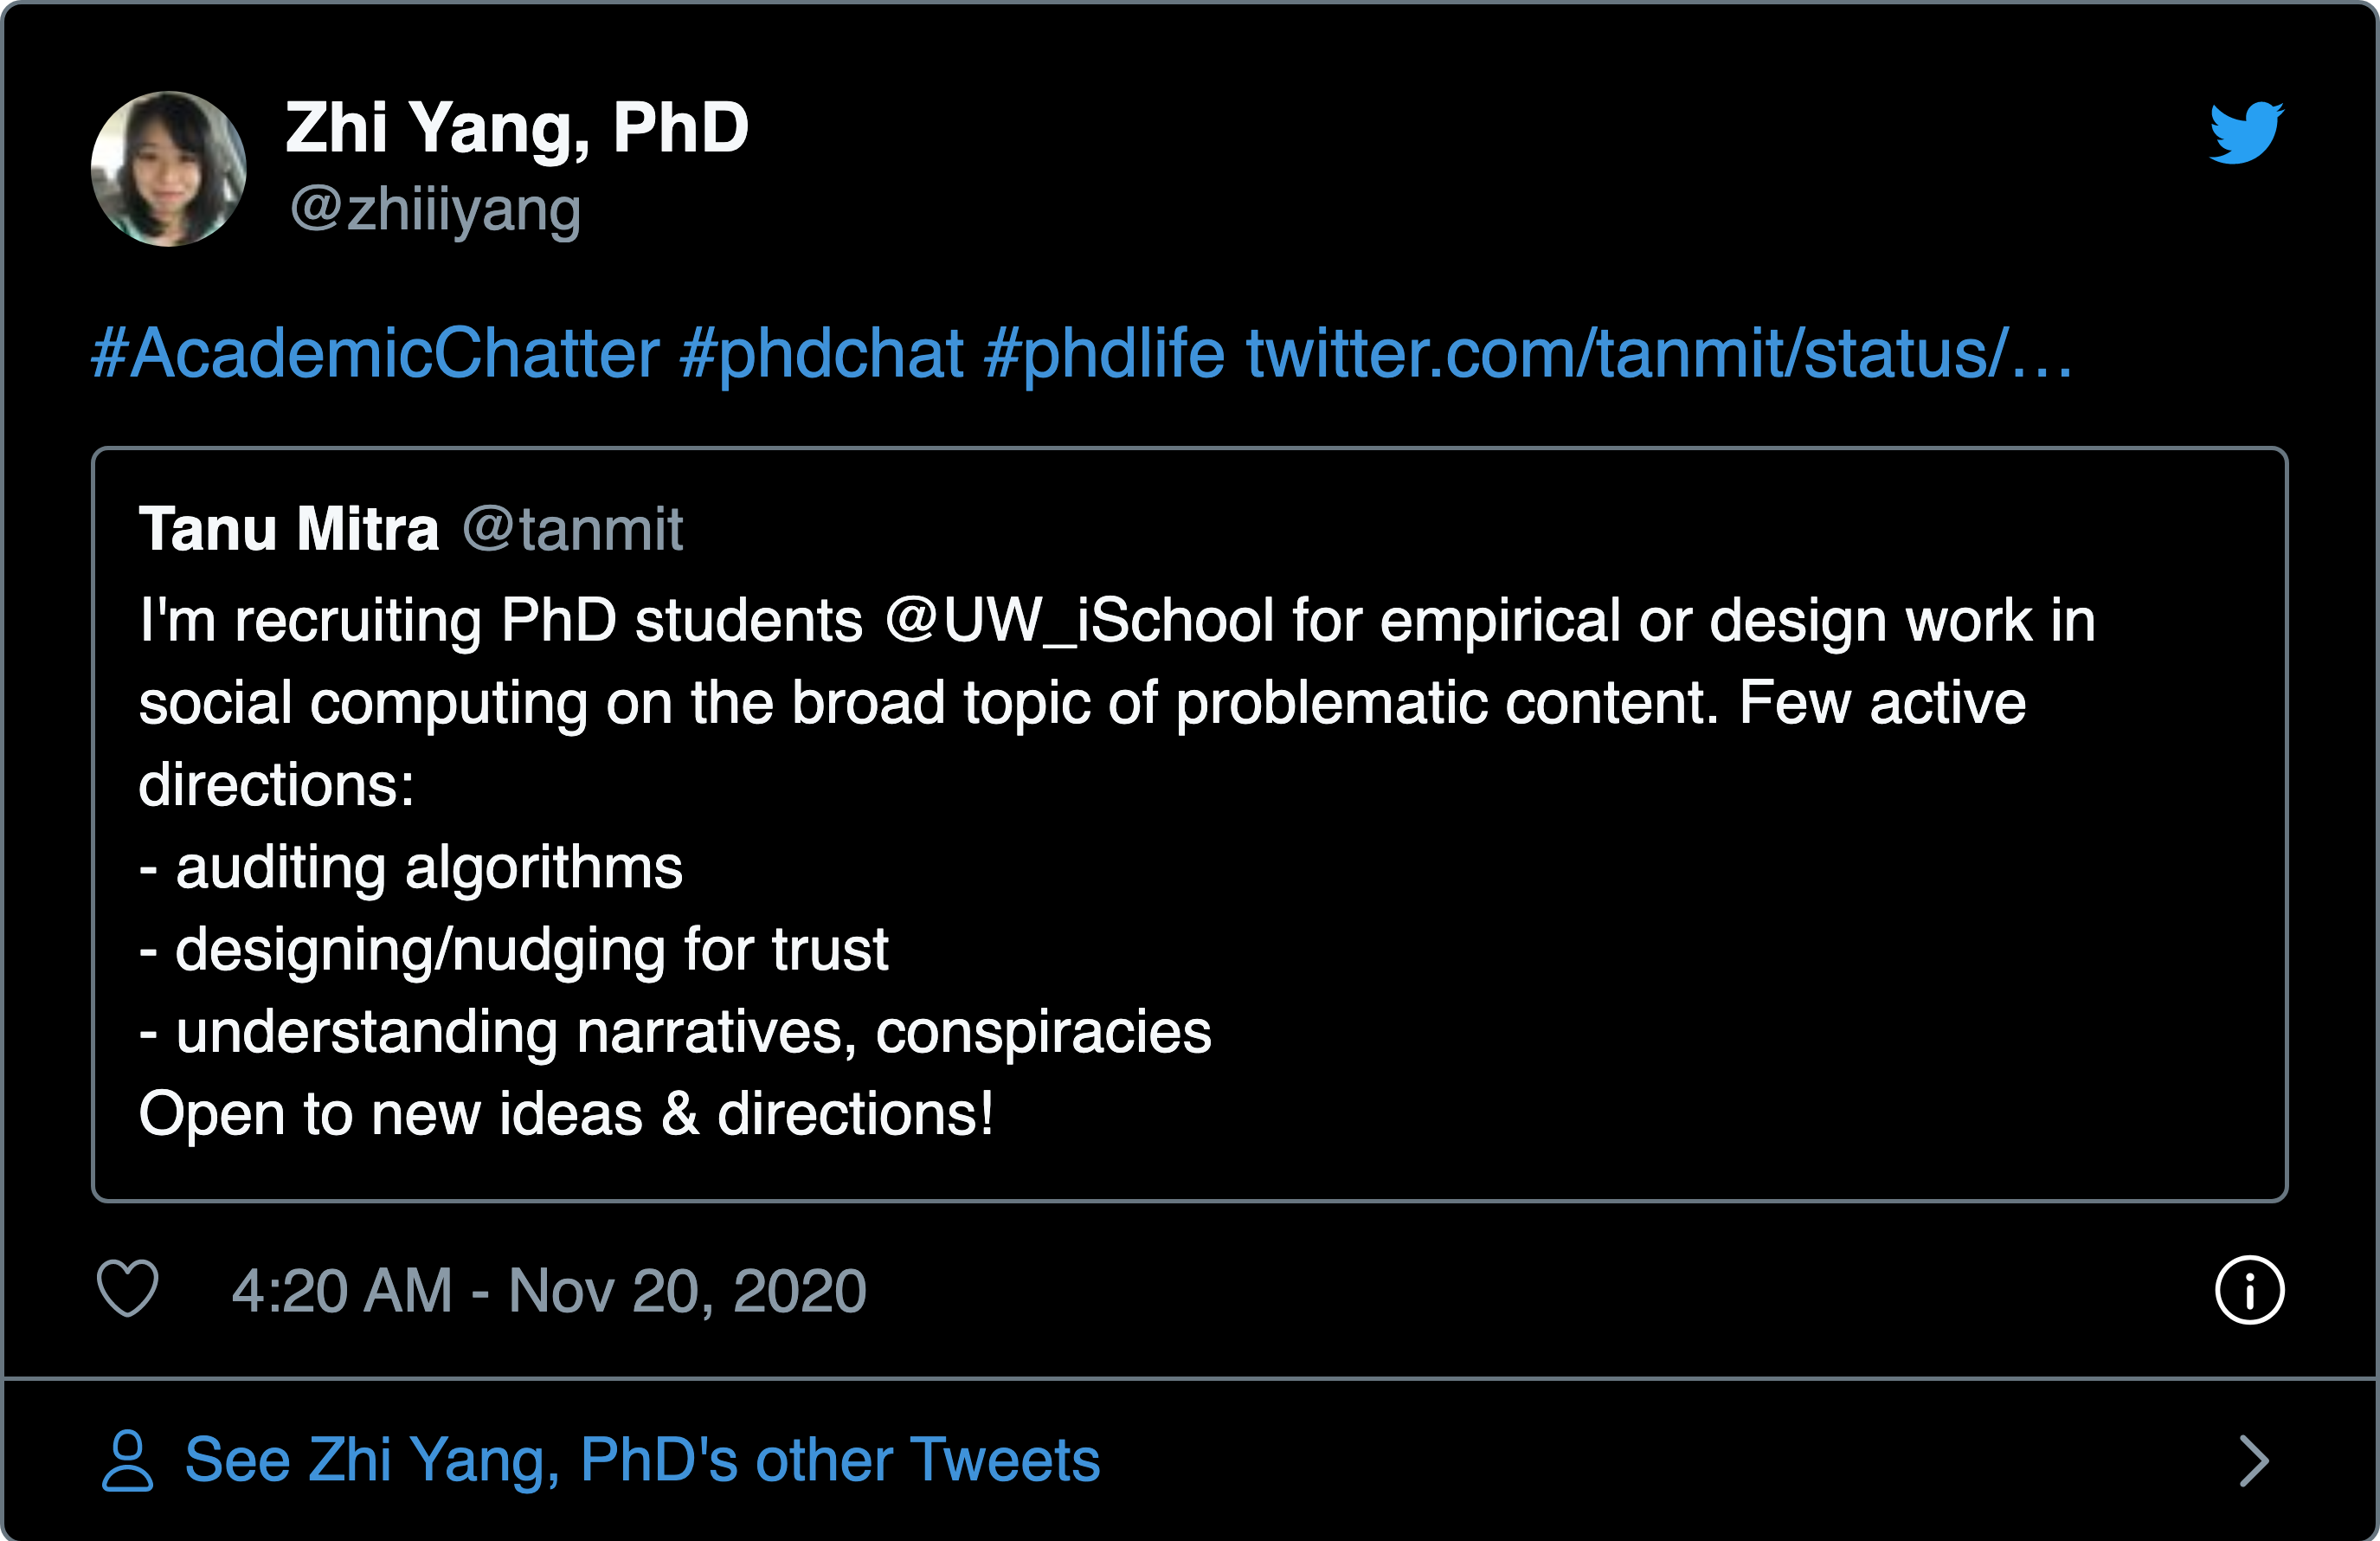 Zhi Yang, PhD
@zhiiiyang
#AcademicChatter #phdchat #phdlife twitter.com/tanmit/status/…
Tanu Mitra @tanmit
I'm recruiting PhD students @UW_iSchool for empirical or design work in
social computing on the broad topic of problematic content. Few active
directions:
- auditing algorithms
- designing/nudging for trust
- understanding narratives, conspiracies
Open to new ideas & directions!
4:20 AM - Nov 20, 2020
See Zhi Yang, PhD's other Tweets